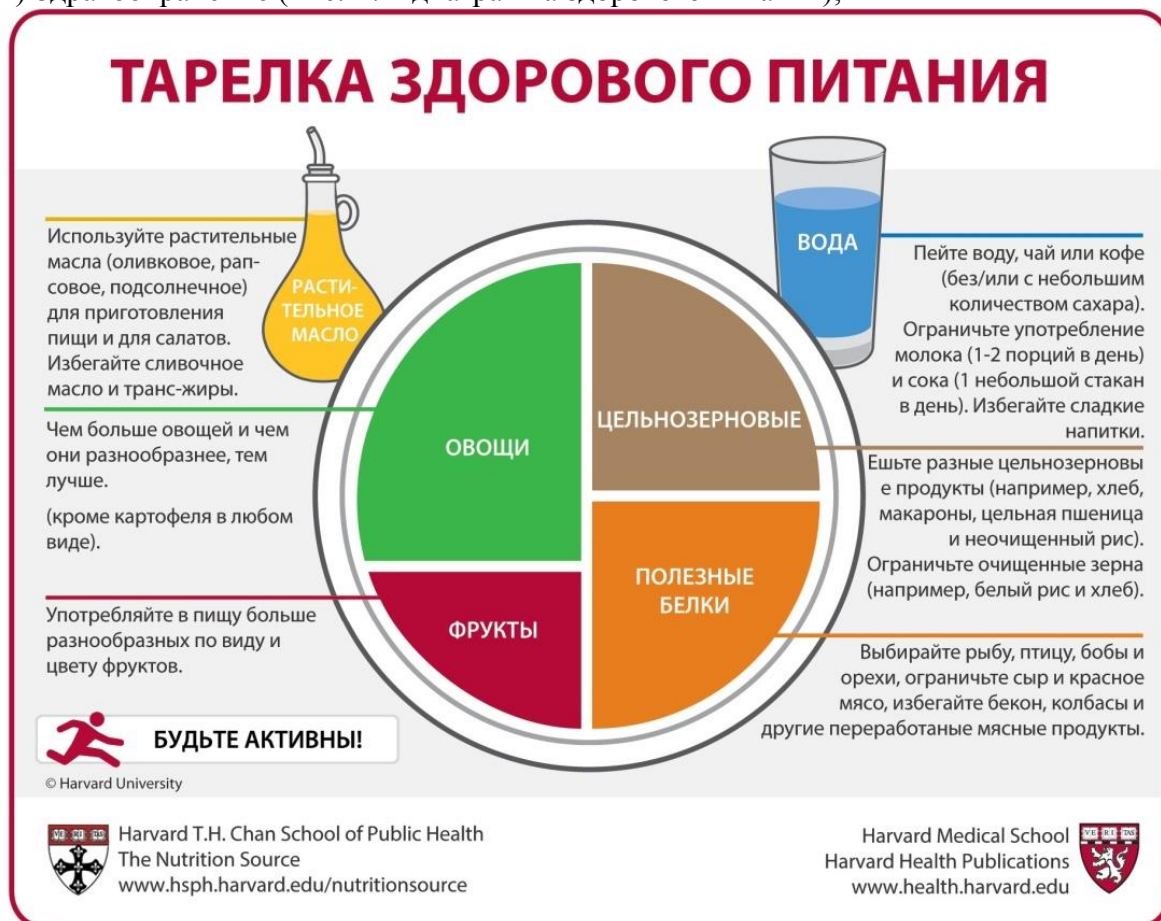 ТАРЕЛКА ЗДОРОВОГО ПИТАНИЯ
Используйте растительные
масла (оливковое, рап-
совое, подсолнечное)
для приготовления
пищи и для салатов.
Избегайте сливочное
масло и транс-жиры.
РАСТИ-
ТЕЛЬНОЕ
МАСЛО
ВОДА
Пейте воду, чай или кофе
(без/или с небольшим
количеством сахара).
Ограничьте употребление
молока (1-2 порций в день)
и сока (1 небольшой стакан
в день). Избегайте сладкие
напитки.
Чем больше овощей и чем
они разнообразнее, тем
лучше.
(кроме картофеля в любом
виде).
ОВОЩИ
ЦЕЛЬНОЗЕРНОВЫЕ
Ешьте разные цельнозерновы
е продукты (например, хлеб,
макароны, цельная пшеница
и неочищенный рис).
Ограничьте очищенные зерна
(например, белый рис и хлеб).
Употребляйте в пищу больше
разнообразных по виду и
цвету фруктов.
ФРУКТЫ
ПОЛЕЗНЫЕ
БЕЛКИ
Выбирайте рыбу, птицу, бобы и
орехи, ограничьте сыр и красное
мясо, избегайте бекон, колбасы и
другие переработаные мясные продукты.
БУДЬТЕ АКТИВНЫ!
© Harvard University
VE RI TAS
Harvard T.H. Chan School of Public Health
The Nutrition Source
www.hsph.harvard.edu/nutritionsource
Harvard Medical School
Harvard Health Publications
www.health.harvard.edu
VE RI TAS